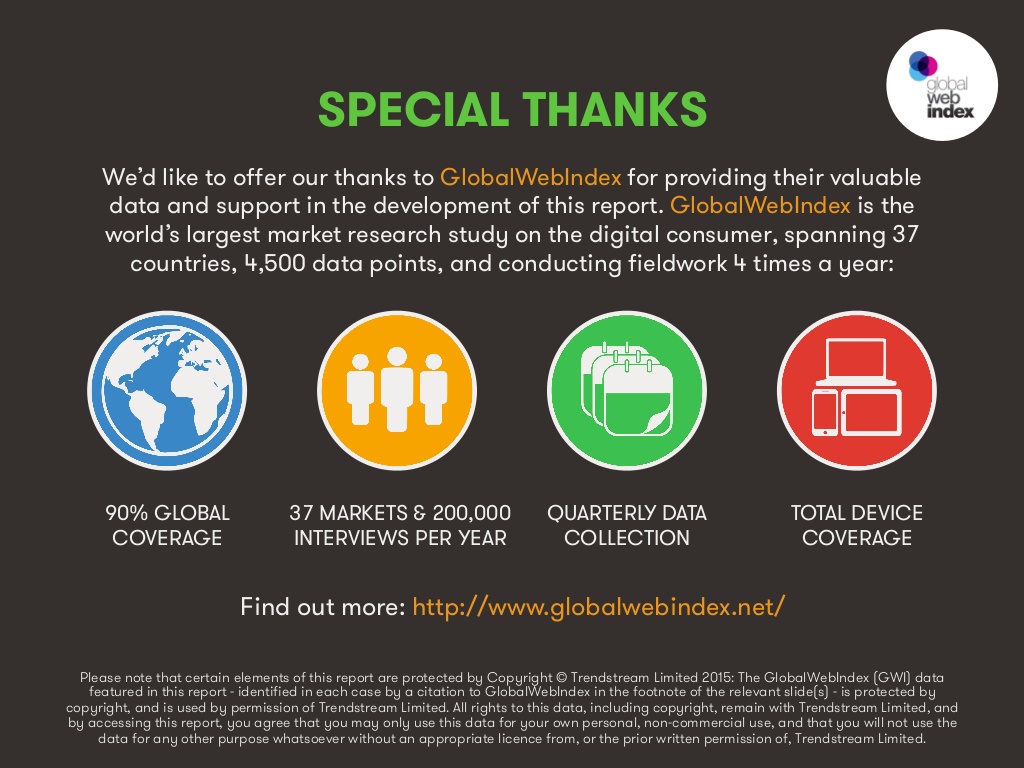 global
web
index
SPECIAL THANKS
We'd like to offer our thanks to GlobalWebIndex for providing their valuable
data and support in the development of this report. GlobalWebIndex is the
world's largest market research study on the digital consumer, spanning 37
countries, 4,500 data points, and conducting fieldwork 4 times a year:
90% GLOBAL
COVERAGE
37 MARKETS & 200,000
INTERVIEWS PER YEAR
QUARTERLY DATA
COLLECTION
TOTAL DEVICE
COVERAGE
Find out more: http://www.globalwebindex.net/
Please note that certain elements of this report are protected by Copyright © Trendstream Limited 2015: The GlobalWebIndex (GWI) data
featured in this report - identified in each case by a citation to GlobalWebIndex in the footnote of the relevant slide(s) - is protected by
copyright, and is used by permission of Trendstream Limited. All rights to this data, including copyright, remain with Trendstream Limited, and
by accessing this report, you agree that you may only use this data for your own personal, non-commercial use, and that you will not use the
data for any other purpose whatsoever without an appropriate licence from, or the prior written permission of, Trendstream Limited.